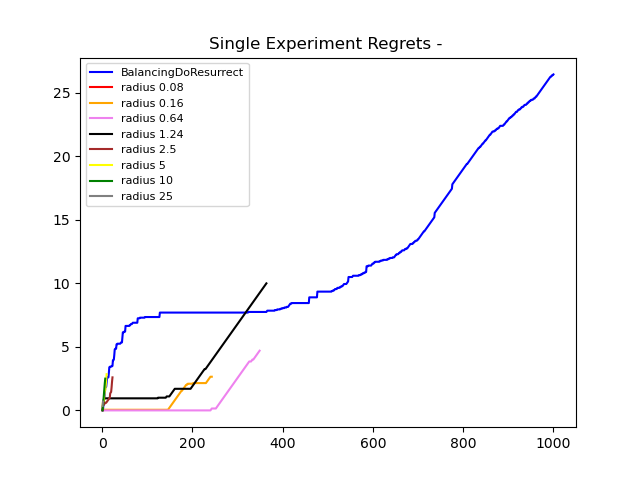 Single Experiment Regrets -
BalancingDoResurrect
radius 0.08
radius 0.16
radius 0.64
radius 1.24
radius 2.5
radius 5
radius 10
radius 25
25
20
15
10
5
0
0 200 400 600 800 1000